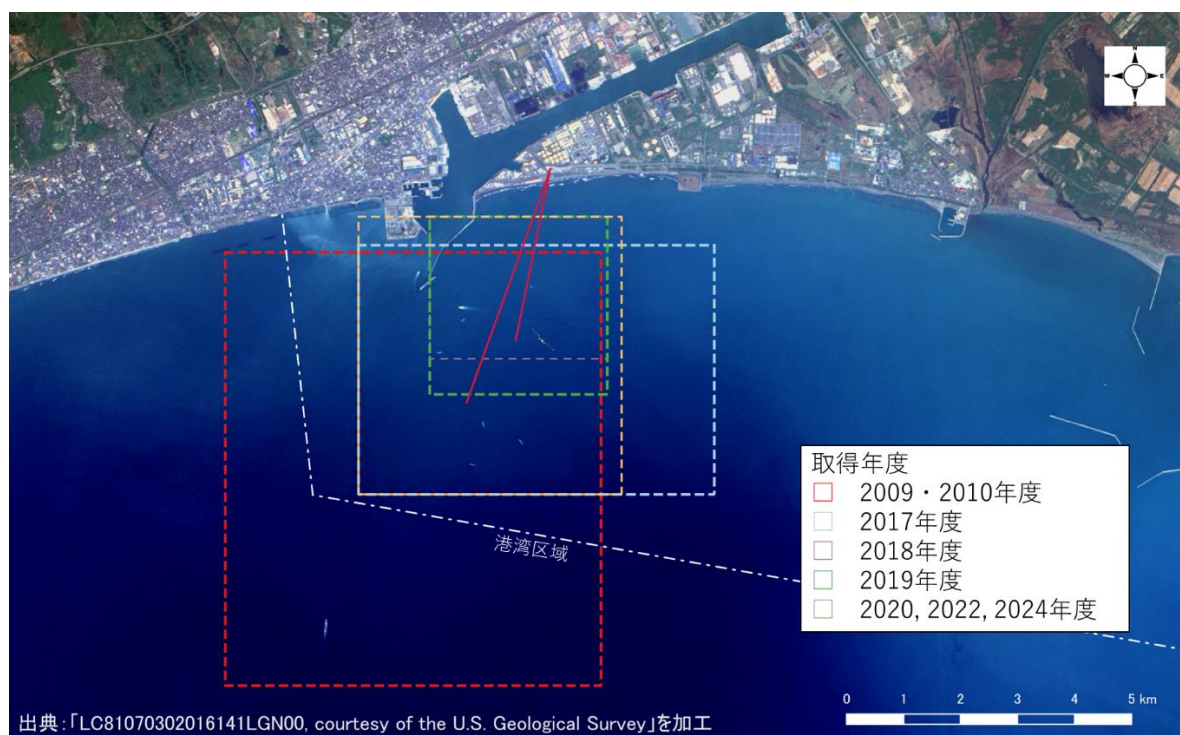 N
W E
S
港湾区域
取得年度
2009・2010年度
2017年度
2018年度
2019年度
2020, 2022, 2024年度
0 1 2 3 4 5 km
出典:「LC81070302016141LGN00, courtesy of the U.S. Geological Survey」を加工